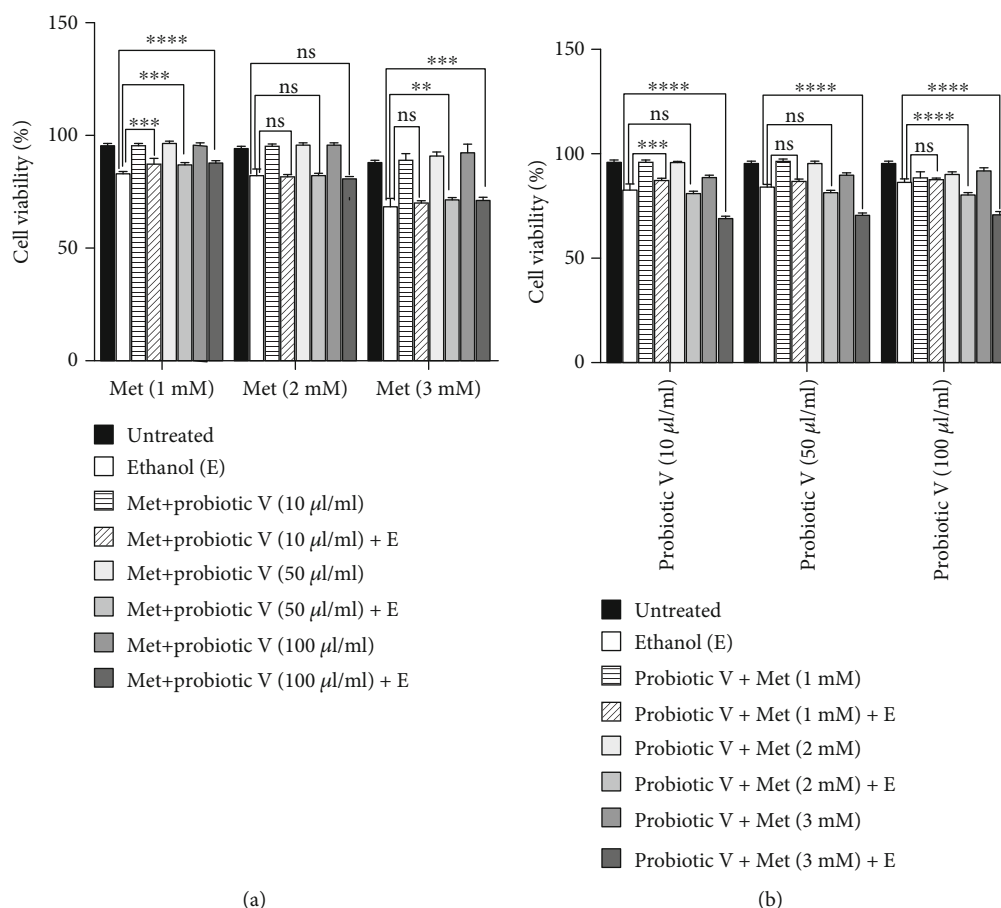 150
100
50
0
Cell viability (%)
****
***
***
ns
ns
ns
***
**
ns
Met (1 mM)
Met (2 mM)
Met (3 mM)
Untreated
Ethanol (E)
Met+probiotic V (10 μl/ml)
Met+probiotic V (10 μl/ml) + E
Met+probiotic V (50 μl/ml)
Met+probiotic V (50 μl/ml) + E
Met+probiotic V (100 μl/ml)
Met+probiotic V (100 μl/ml) + E
(a)
150
100
50
0
Cell viability (%)
****
ns
***
****
ns
ns
****
****
ns
Probiotic V (10 μl/ml)
Probiotic V (50 μl/ml)
Probiotic V (100 μl/ml)
Untreated
Ethanol (E)
Probiotic V + Met (1 mM)
Probiotic V + Met (1 mM) + E
Probiotic V + Met (2 mM)
Probiotic V + Met (2 mM) + E
Probiotic V + Met (3 mM)
Probiotic V + Met (3 mM) + E
(b)